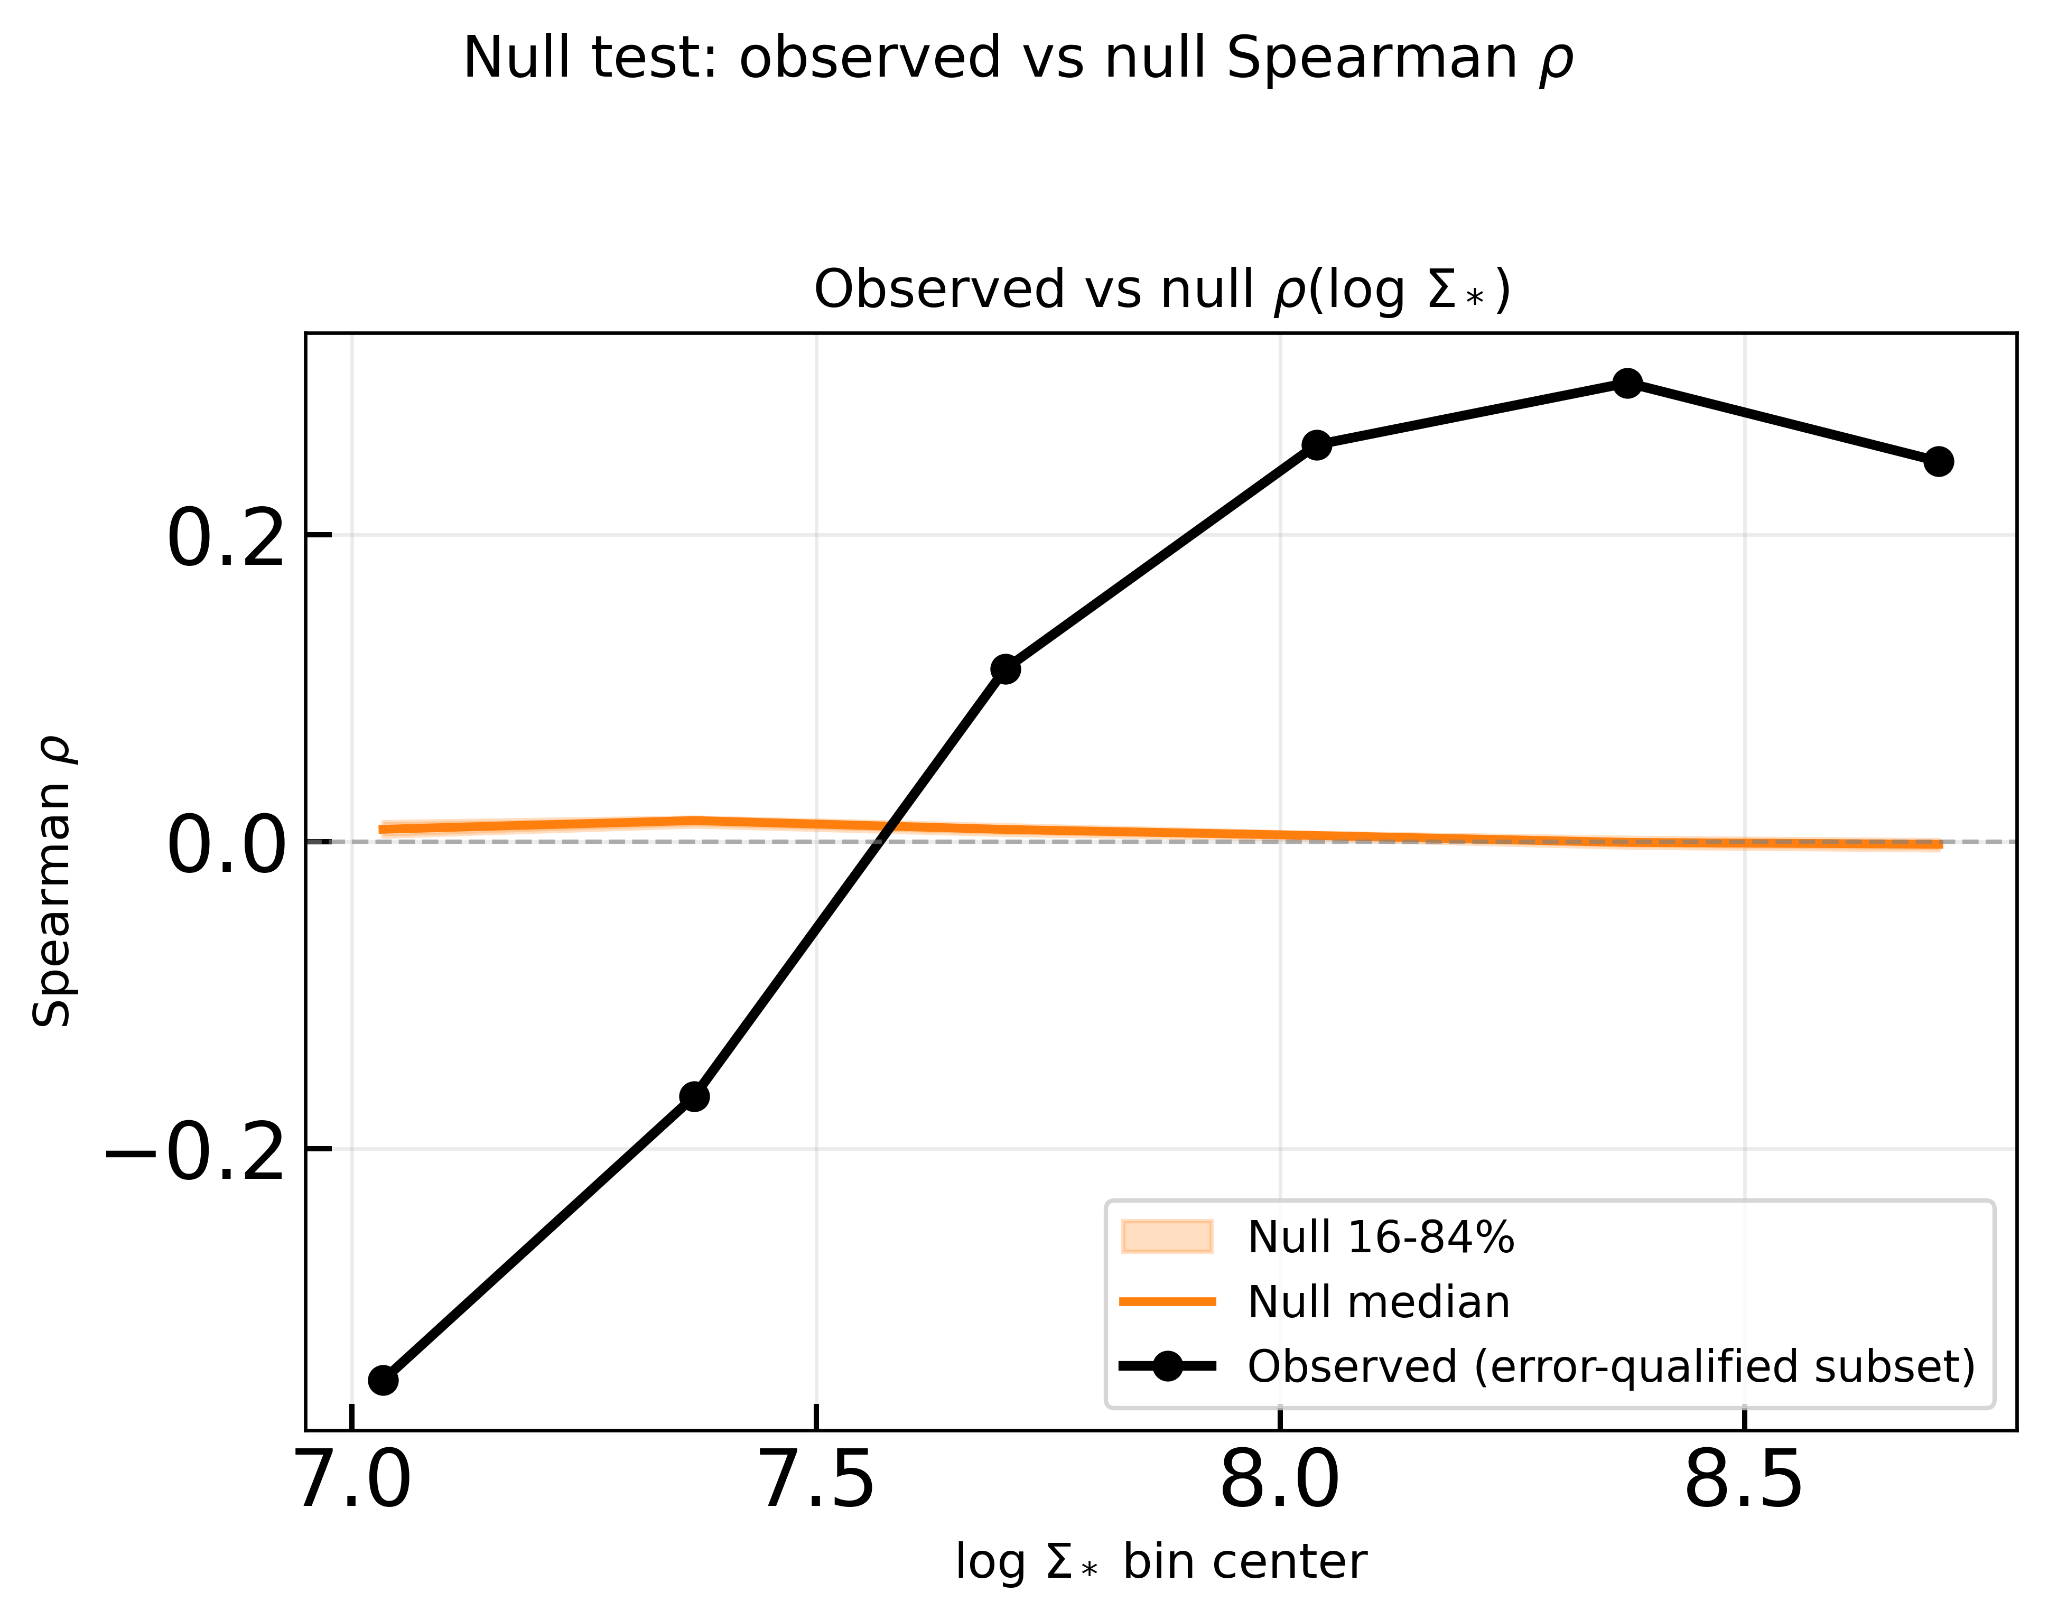 Null test: observed vs null Spearman ρ
Observed vs null ρ(log Σ∗)
Spearman ρ
0.2
0.0
−0.2
Null 16-84%
Null median
Observed (error-qualified subset)
7.0 7.5 8.0 8.5
log Σ∗ bin center